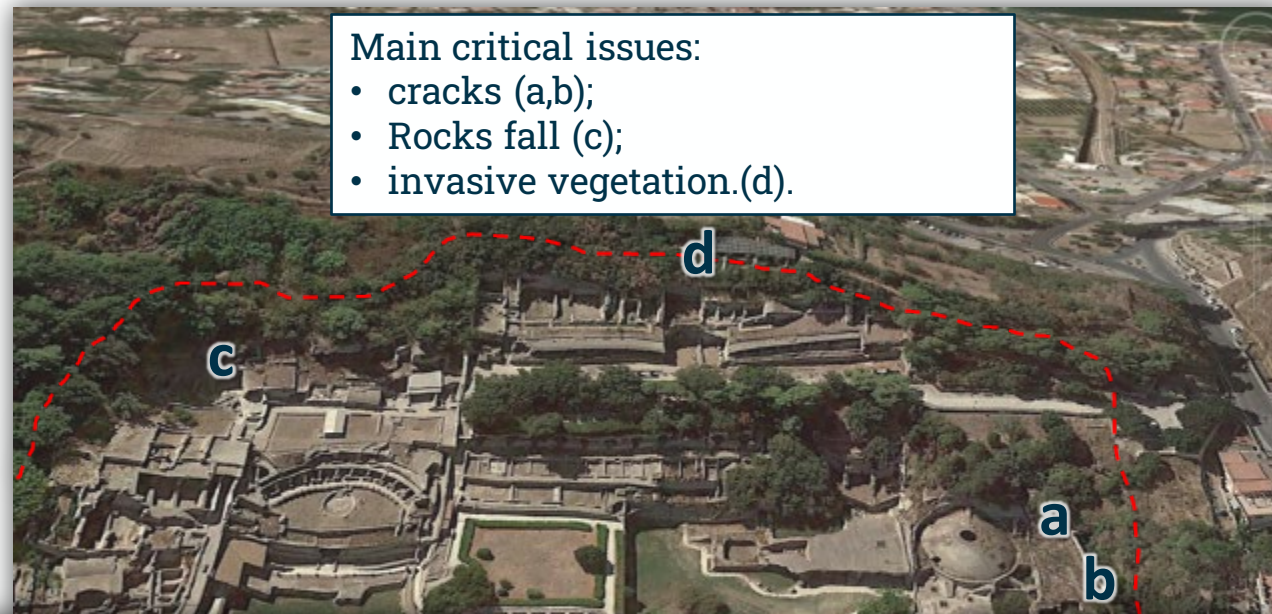 Main critical issues:
• cracks (a,b);
• Rocks fall (c);
• invasive vegetation.(d).
d
c
a
b